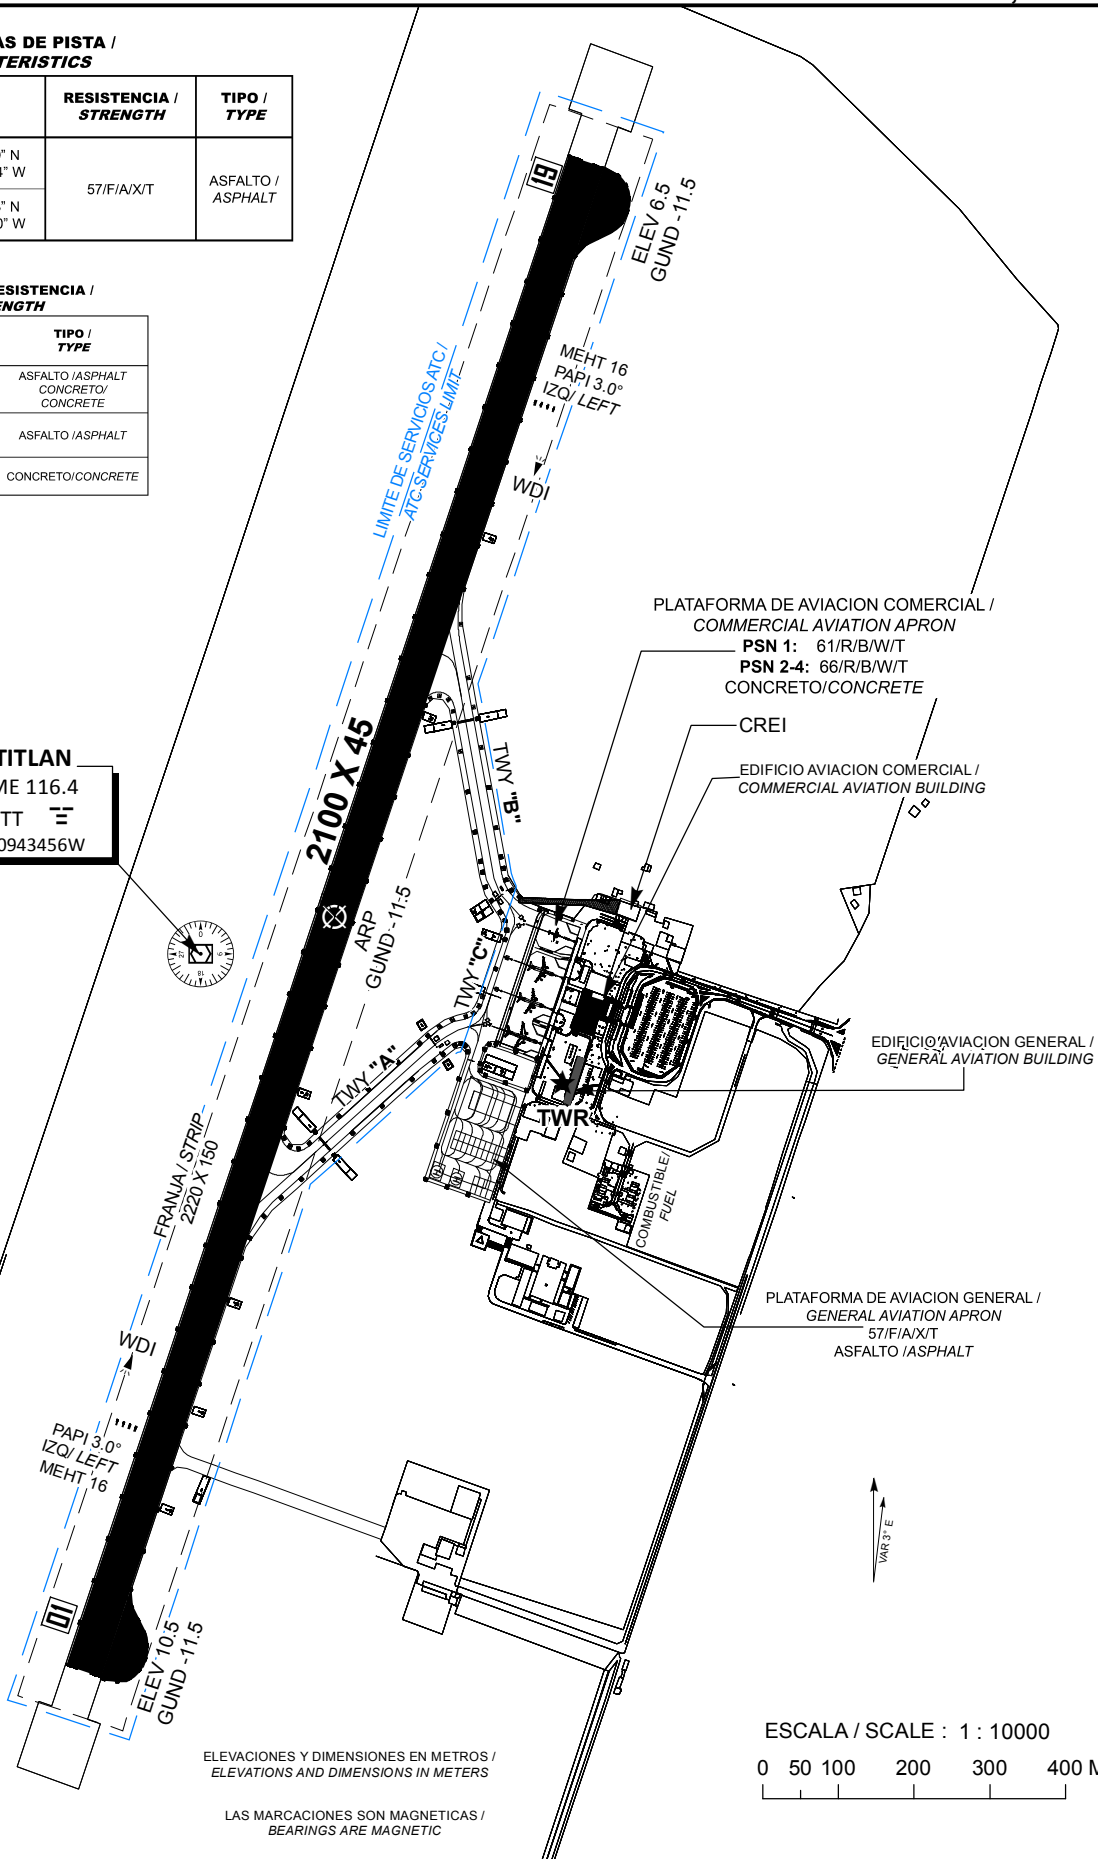 AS DE PISTA /
TERISTICS
RESISTENCIA /
STRENGTH
TIPO /
TYPE
" N
" W
57/F/A/X/T
ASFALTO /
ASPHALT
" N
0" W
ESISTENCIA /
ENGTH
TIPO /
TYPE
ASFALTO /ASPHALT
CONCRETO/
CONCRETE
ASFALTO /ASPHALT
CONCRETO/CONCRETE
19
ELEV 6.5
GUND -11.5
MEHT 16
PAPI 3.0°
IZQ/ LEFT
WDI
LIMITE DE SERVICIOS ATC /
ATC SERVICES LIMIT
PLATAFORMA DE AVIACION COMERCIAL /
COMMERCIAL AVIATION APRON
PSN 1: 61/R/B/W/T
PSN 2-4: 66/R/B/W/T
CONCRETO/CONCRETE
CREI
EDIFICIO AVIACION COMERCIAL /
COMMERCIAL AVIATION BUILDING
TITLAN
ME 116.4
TT
0943456W
0
9
18
27
2100 X 45
ARP
GUND -11.5
TWY "B"
TWY "C"
TWY "A"
EDIFICIO AVIACION GENERAL /
GENERAL AVIATION BUILDING
TWR
COMBUSTIBLE/
FUEL
FRANJA / STRIP
2220 X 150
PLATAFORMA DE AVIACION GENERAL /
GENERAL AVIATION APRON
57/F/A/X/T
ASFALTO /ASPHALT
WDI
PAPI 3.0°
IZQ/ LEFT
MEHT 16
VAR 3° E
01
ELEV 10.5
GUND -11.5
ESCALA / SCALE : 1 : 10000
0 50 100 200 300 400 M
ELEVACIONES Y DIMENSIONES EN METROS /
ELEVATIONS AND DIMENSIONS IN METERS
LAS MARCACIONES SON MAGNETICAS /
BEARINGS ARE MAGNETIC